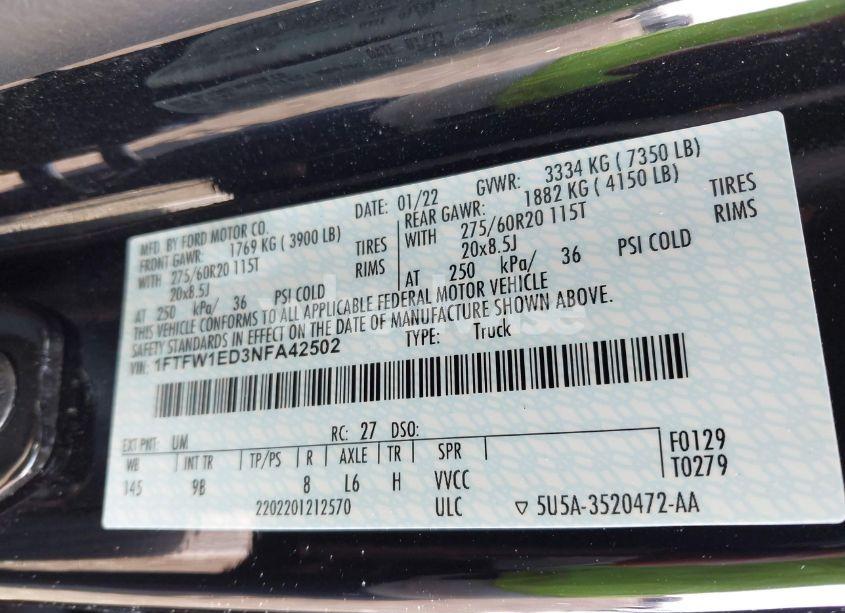 MFD BY FORD MOTOR CO.
DATE: 01/22 GVWR: 3334 KG ( 7350 LB )
FRONT GAWR: 1769 KG ( 3900 LB)
REAR GAWR: 1882 KG ( 4150 LB)
WITH 275/60R20 115T TIRES
20x8.5J RIMS
AT 250 kPa/ 36 PSI COLD
WITH 275/60R20 115T TIRES
20x8.5J RIMS
AT 250 kPa/ 36 PSI COLD
THIS VEHICLE CONFORMS TO ALL APPLICABLE FEDERAL MOTOR VEHICLE
SAFETY STANDARDS IN EFFECT ON THE DATE OF MANUFACTURE SHOWN ABOVE.
VIN: 1FTFW1ED3NFA42502
TYPE: Truck
EXT PNT: UM RC: 27 DSO:
WB INT TR TP/PS R AXLE TR SPR
145 9B 8 L6 H VVCC
2202201212570 ULC
F0129
T0279
▽ 5U5A-3520472-AA